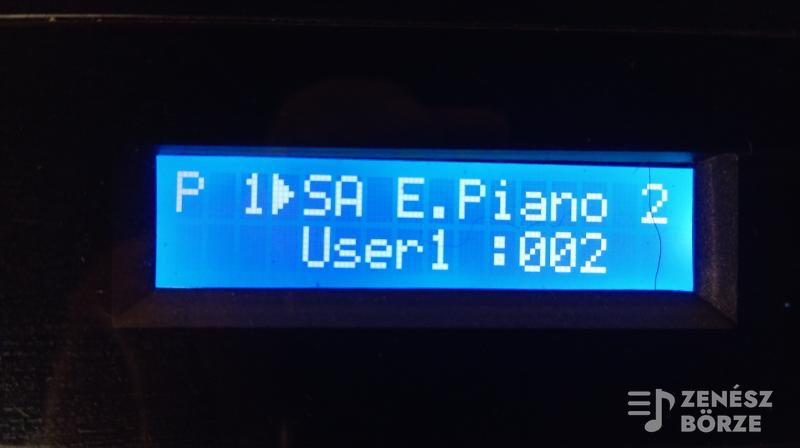 P 1▶SA E.Piano 2
User1 :002
ZENÉSZ
BÖRZE